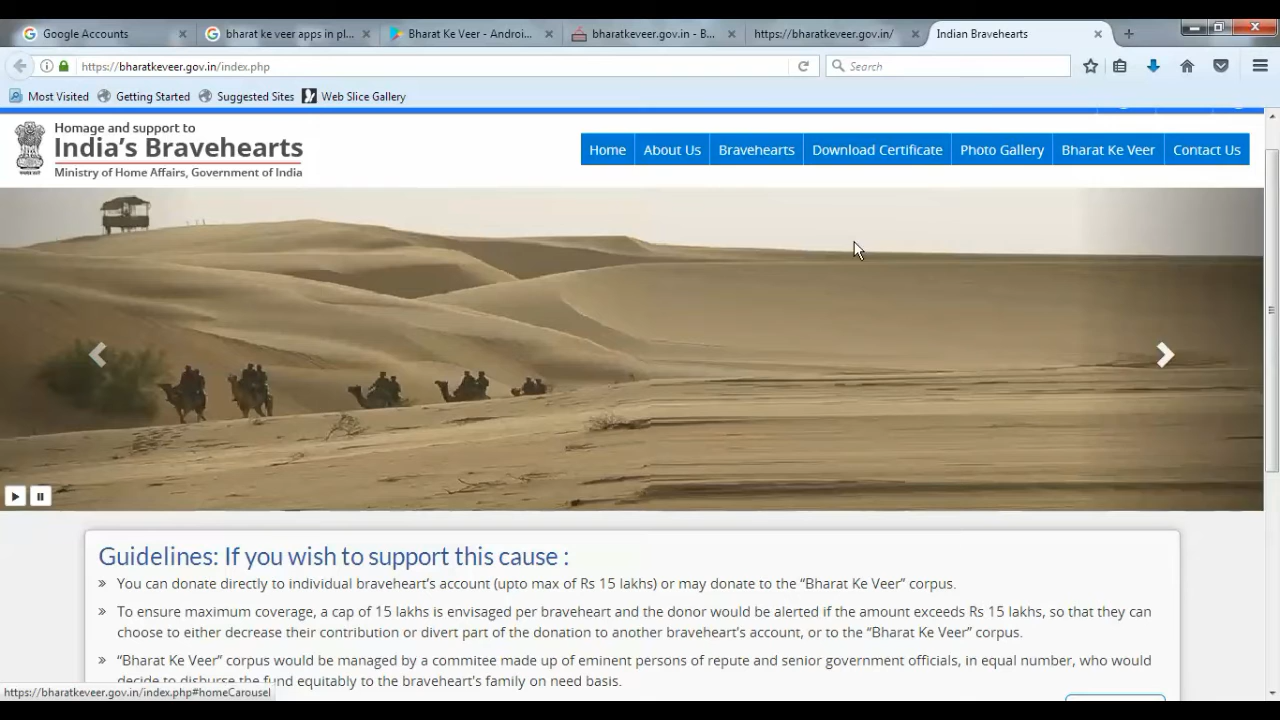 Google Accounts
bharat ke veer apps in pl...
Bharat Ke Veer - Andro...
bharatkeveer.gov.in - B...
https://bharatkeveer.gov.in/
Indian Bravehearts
https://bharatkeveer.gov.in/index.php
Search
Most Visited
Getting Started
Suggested Sites
Web Slice Gallery
Homage and support to
India's Bravehearts
Ministry of Home Affairs, Government of India
Home
About Us
Bravehearts
Download Certificate
Photo Gallery
Bharat Ke Veer
Contact Us
Guidelines: If you wish to support this cause :
» You can donate directly to individual braveheart's account (upto max of Rs 15 lakhs) or may donate to the "Bharat Ke Veer" corpus.
» To ensure maximum coverage, a cap of 15 lakhs is envisaged per braveheart and the donor would be alerted if the amount exceeds Rs 15 lakhs, so that they can
choose to either decrease their contribution or divert part of the donation to another braveheart's account, or to the "Bharat Ke Veer" corpus.
» "Bharat Ke Veer" corpus would be managed by a commitee made up of eminent persons of repute and senior government officials, in equal number, who would
decide to disburse the fund equitably to the braveheart's family on need basis.
https://bharatkeveer.gov.in/index.php#homeCarousel